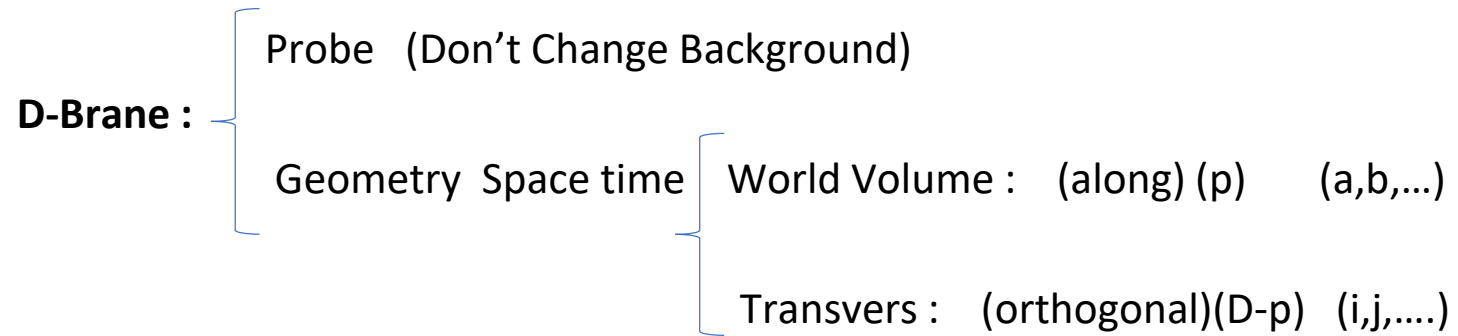 Probe (Don’t Change Background)
D-Brane :
Geometry Space time World Volume : (along) (p) (a,b,...)
Transvers : (orthogonal)(D-p) (i,j,....)